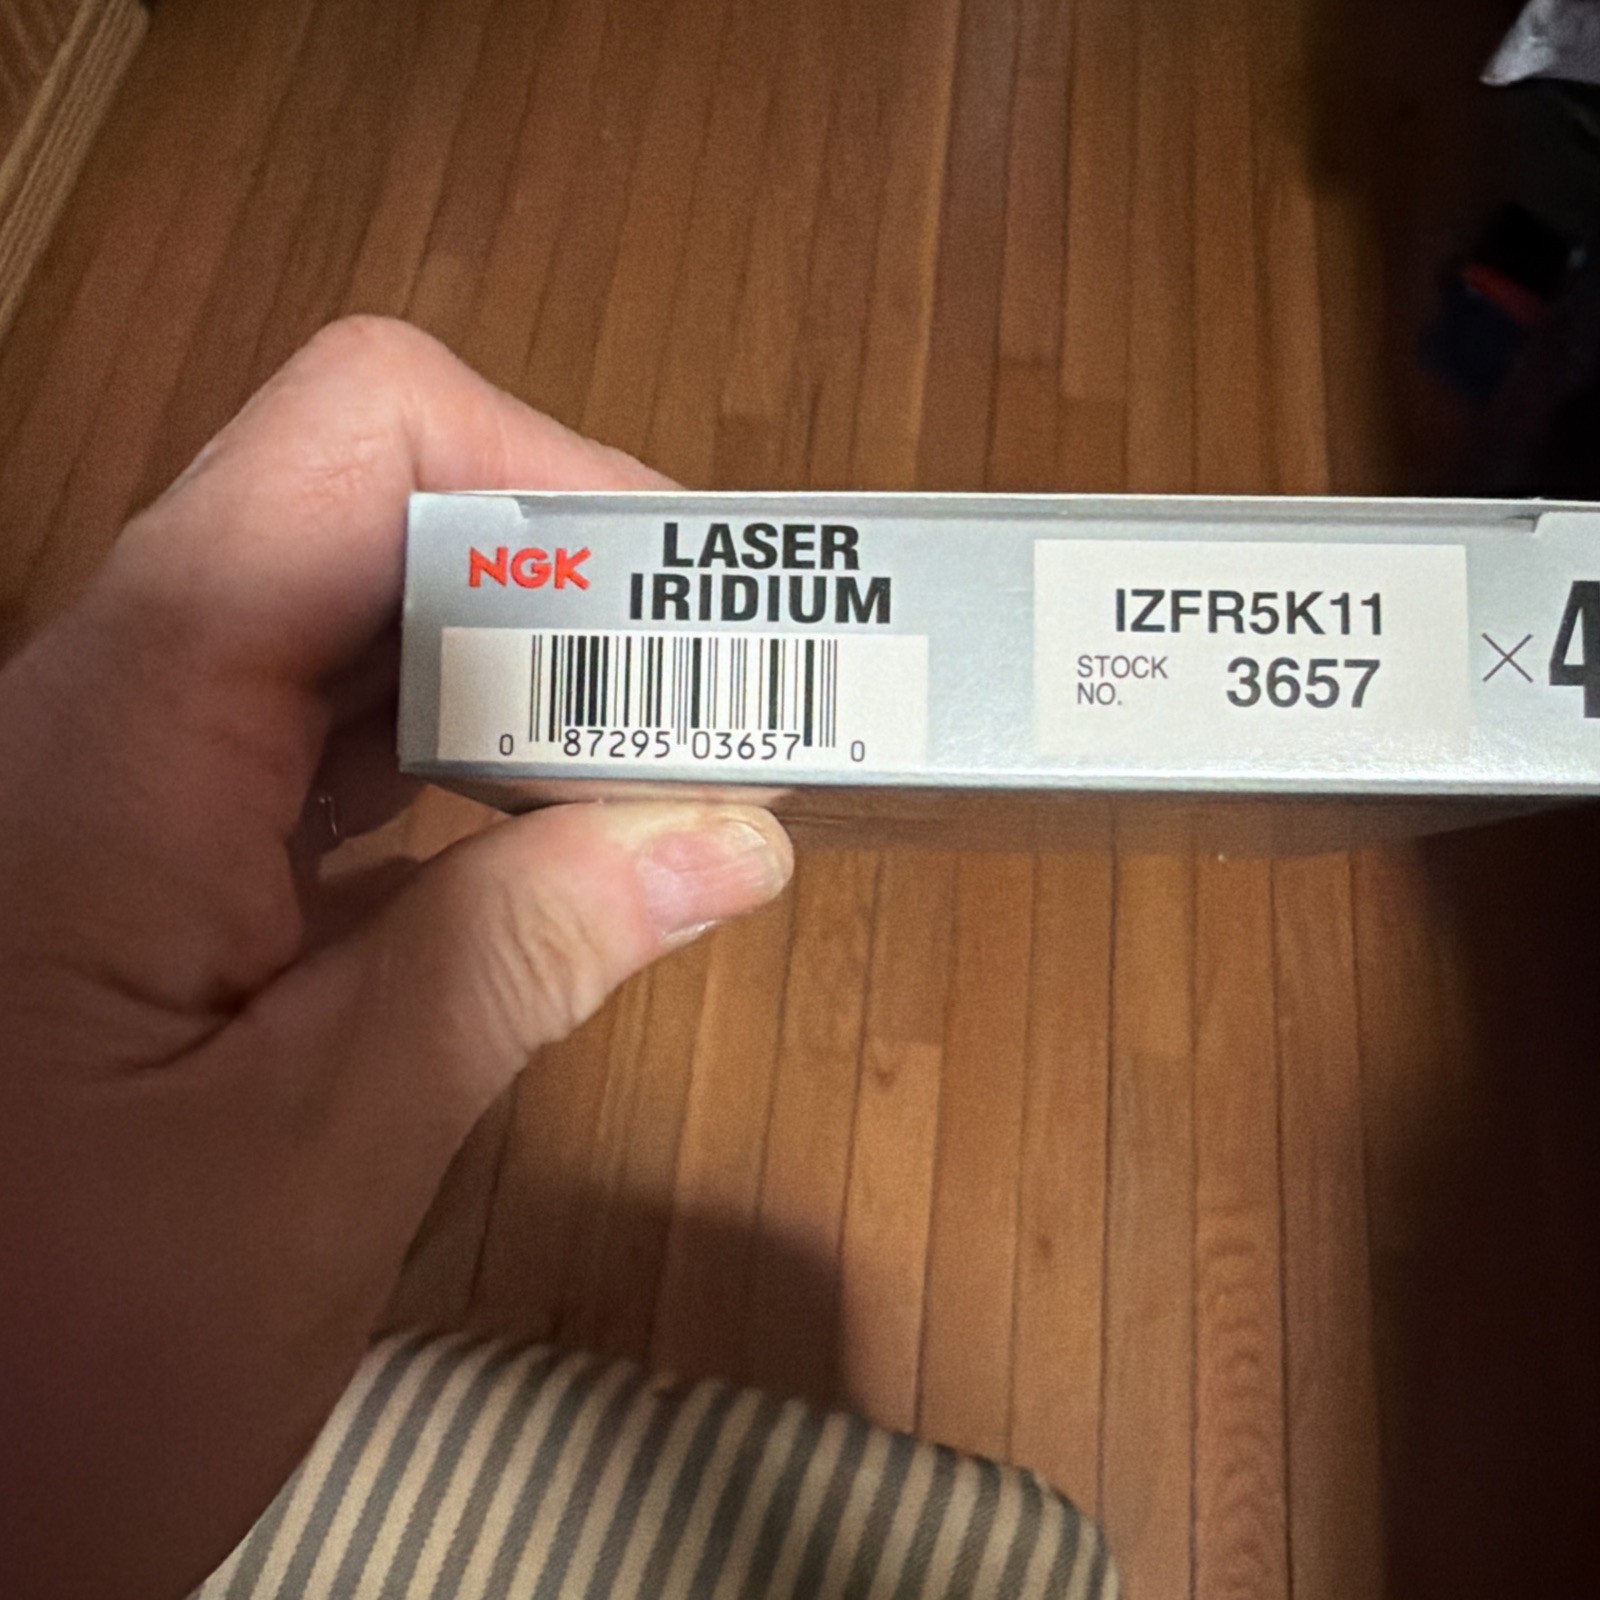 NGK
LASER
IRIDIUM
0 87295 03657 0
IZFR5K11
STOCK
NO. 3657
×4